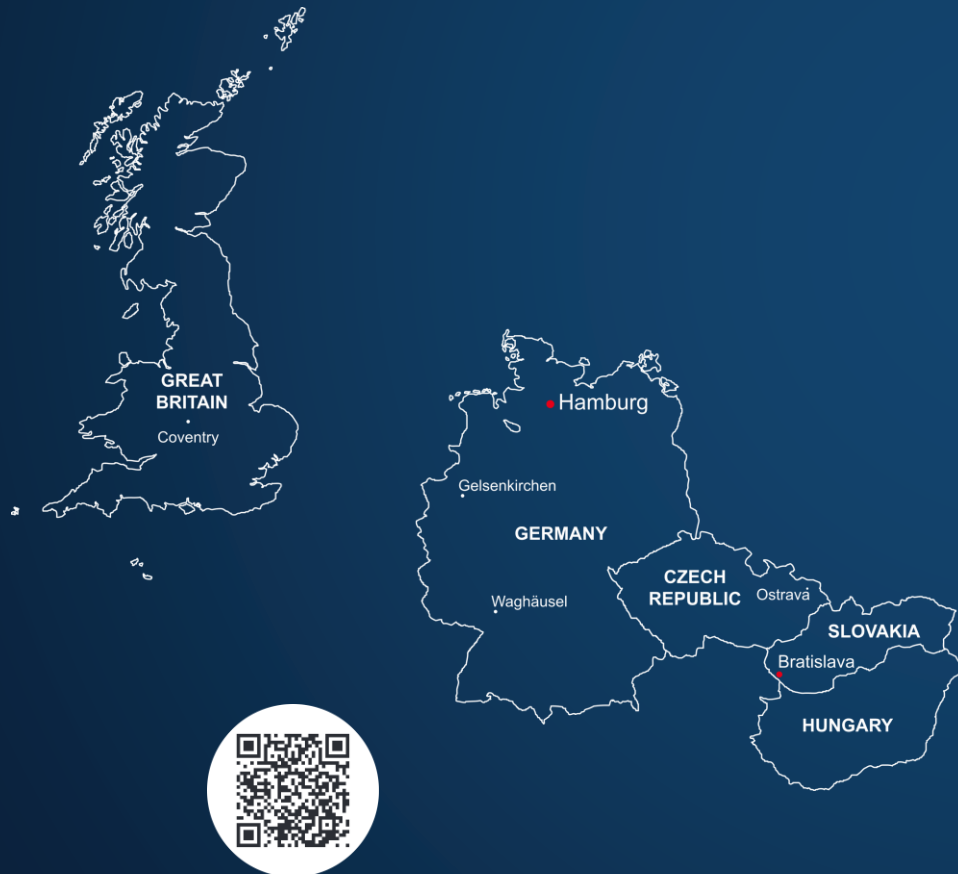 GREAT
BRITAIN
Coventry
Hamburg
Gelsenkirchen
GERMANY
CZECH
REPUBLIC
Ostrava
Waghäusel
SLOVAKIA
Bratislava
HUNGARY